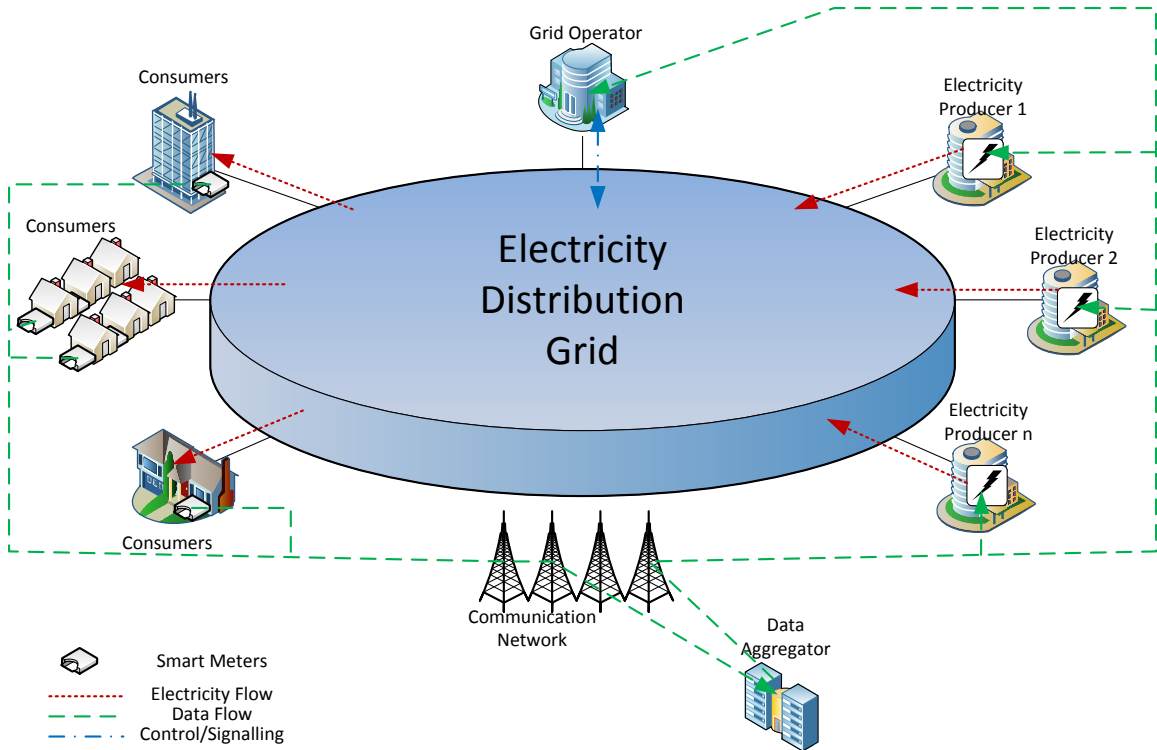 Grid Operator
Consumers
Electricity
Producer 1
Consumers
Electricity
Producer 2
Electricity
Distribution
Grid
Electricity
Producer n
Consumers
Communication
Network
Data
Aggregator
Smart Meters
Electricity Flow
Data Flow
Control/Signalling